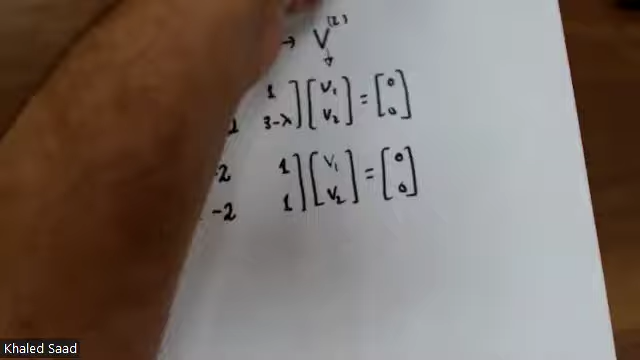 → V⁽²⁾
1 ] [ V₁ ] = [ 0 ]
3-λ ] [ V₂ ] = [ 0 ]
-2 1 ] [ V₁ ] = [ 0 ]
-2 1 ] [ V₂ ] = [ 0 ]
Khaled Saad